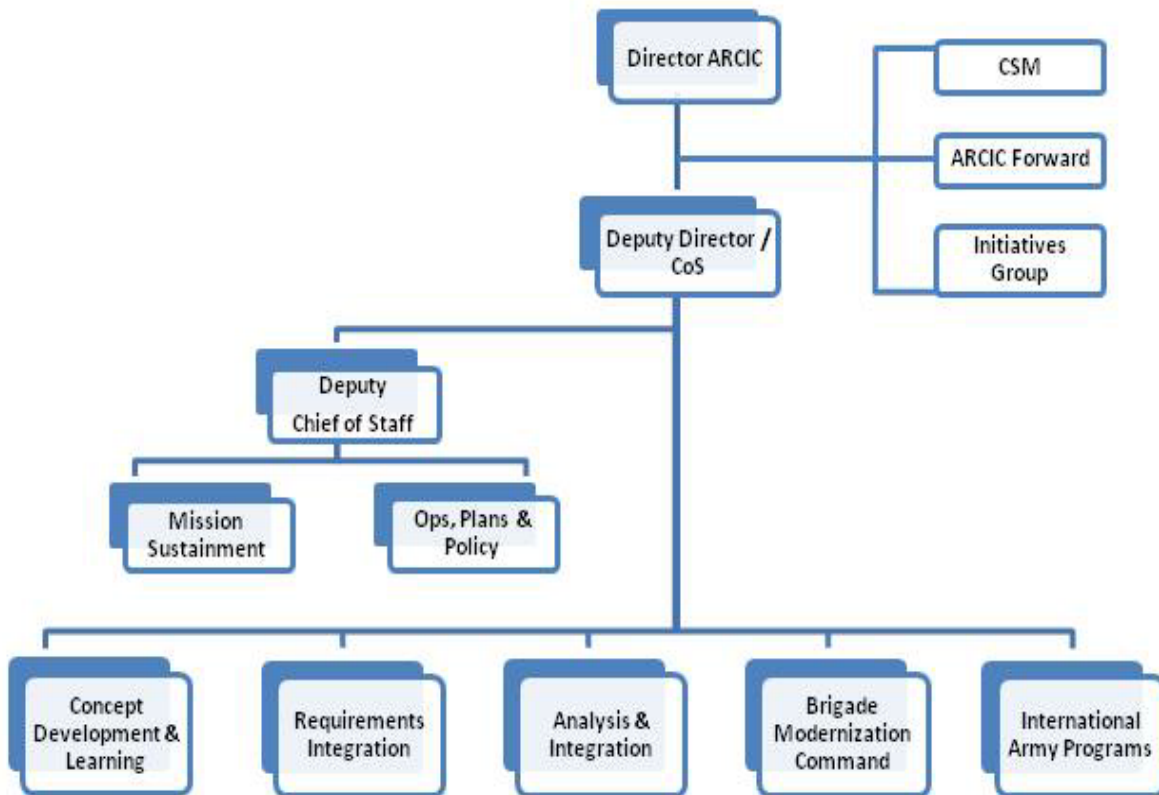 Director ARCIC
CSM
ARCIC Forward
Initiatives
Group
Deputy Director /
CoS
Deputy
Chief of Staff
Mission
Sustainment
Ops, Plans &
Policy
Concept
Development &
Learning
Requirements
Integration
Analysis &
Integration
Brigade
Modernization
Command
International
Army Programs